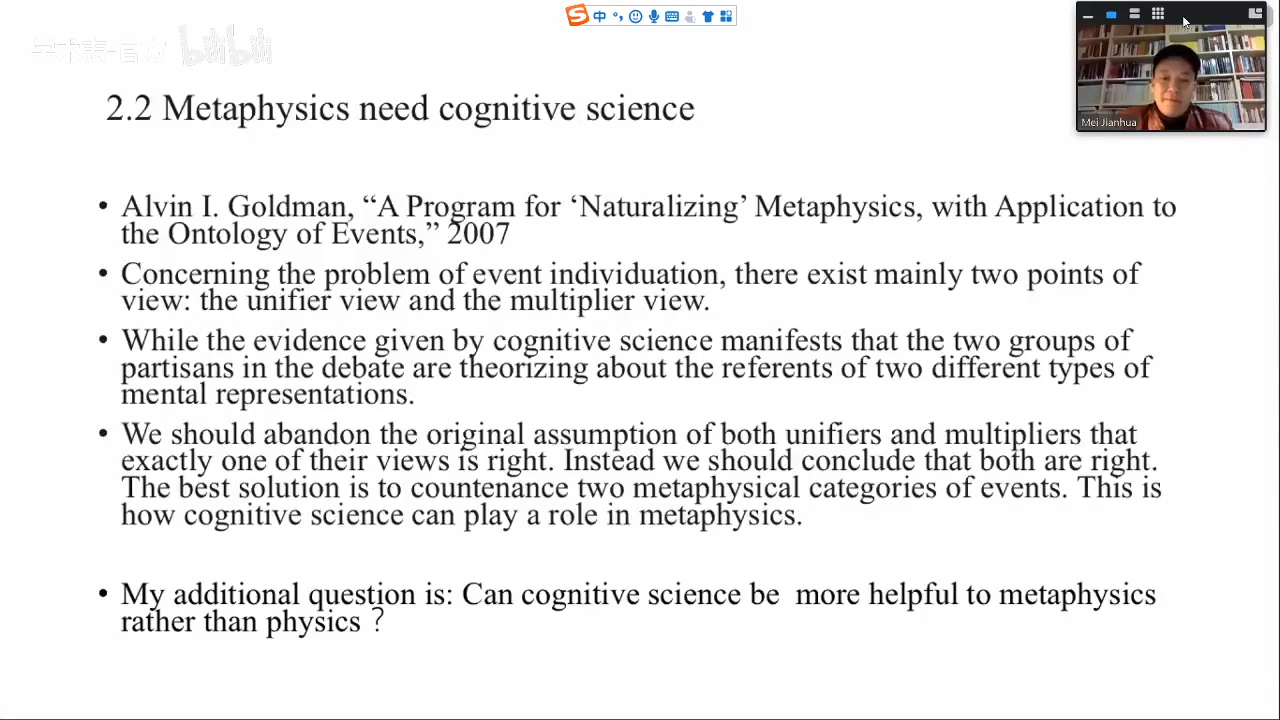 中
bilibili
Mei Jianhua
2.2 Metaphysics need cognitive science
• Alvin I. Goldman, “A Program for ‘Naturalizing’ Metaphysics, with Application to
the Ontology of Events,” 2007
• Concerning the problem of event individuation, there exist mainly two points of
view: the unifier view and the multiplier view.
• While the evidence given by cognitive science manifests that the two groups of
partisans in the debate are theorizing about the referents of two different types of
mental representations.
• We should abandon the original assumption of both unifiers and multipliers that
exactly one of their views is right. Instead we should conclude that both are right.
The best solution is to countenance two metaphysical categories of events. This is
how cognitive science can play a role in metaphysics.
• My additional question is: Can cognitive science be  more helpful to metaphysics
rather than physics？